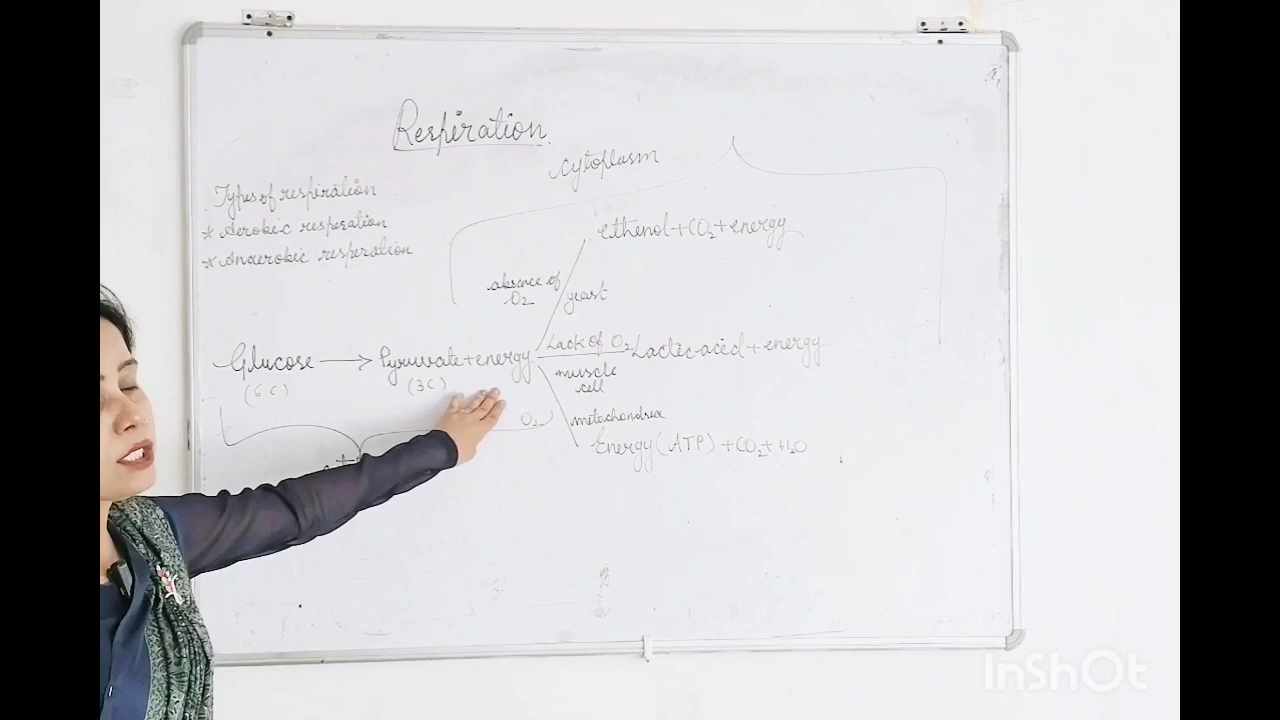 Respiration
Cytoplasm
Types of respiration
* Aerobic respiration
* Anaerobic respiration
ethenol + CO2 + energy
absence of
O2
yeast
Glucose → Pyruvate + energy
(6C)
(3C)
Lack of O2
muscle
cell
Lactic acid + energy
O2
mitochondria
Energy (ATP) + CO2 + H2O
InShOt